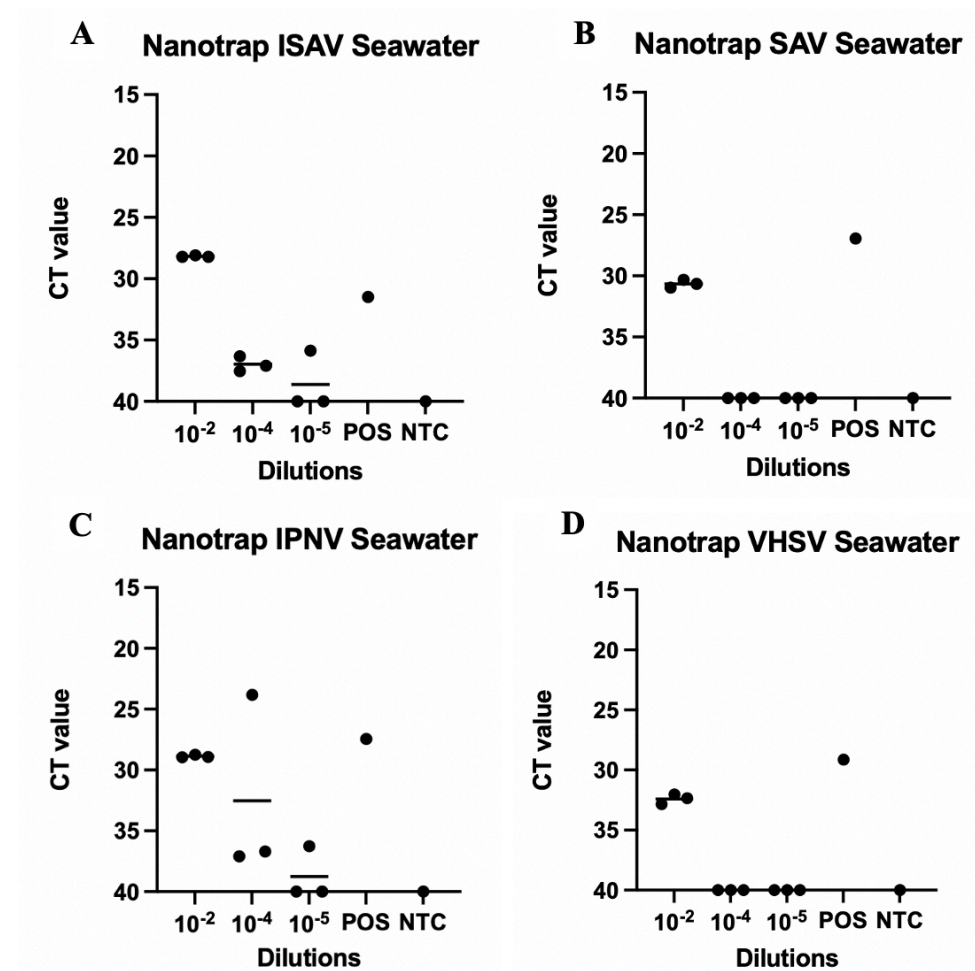 A
Nanotrap ISAV Seawater
CT value
15
20
25
30
35
40
10-2 10-4 10-5 POS NTC
Dilutions
B
Nanotrap SAV Seawater
CT value
15
20
25
30
35
40
10-2 10-4 10-5 POS NTC
Dilutions
C
Nanotrap IPNV Seawater
CT value
15
20
25
30
35
40
10-2 10-4 10-5 POS NTC
Dilutions
D
Nanotrap VHSV Seawater
CT value
15
20
25
30
35
40
10-2 10-4 10-5 POS NTC
Dilutions